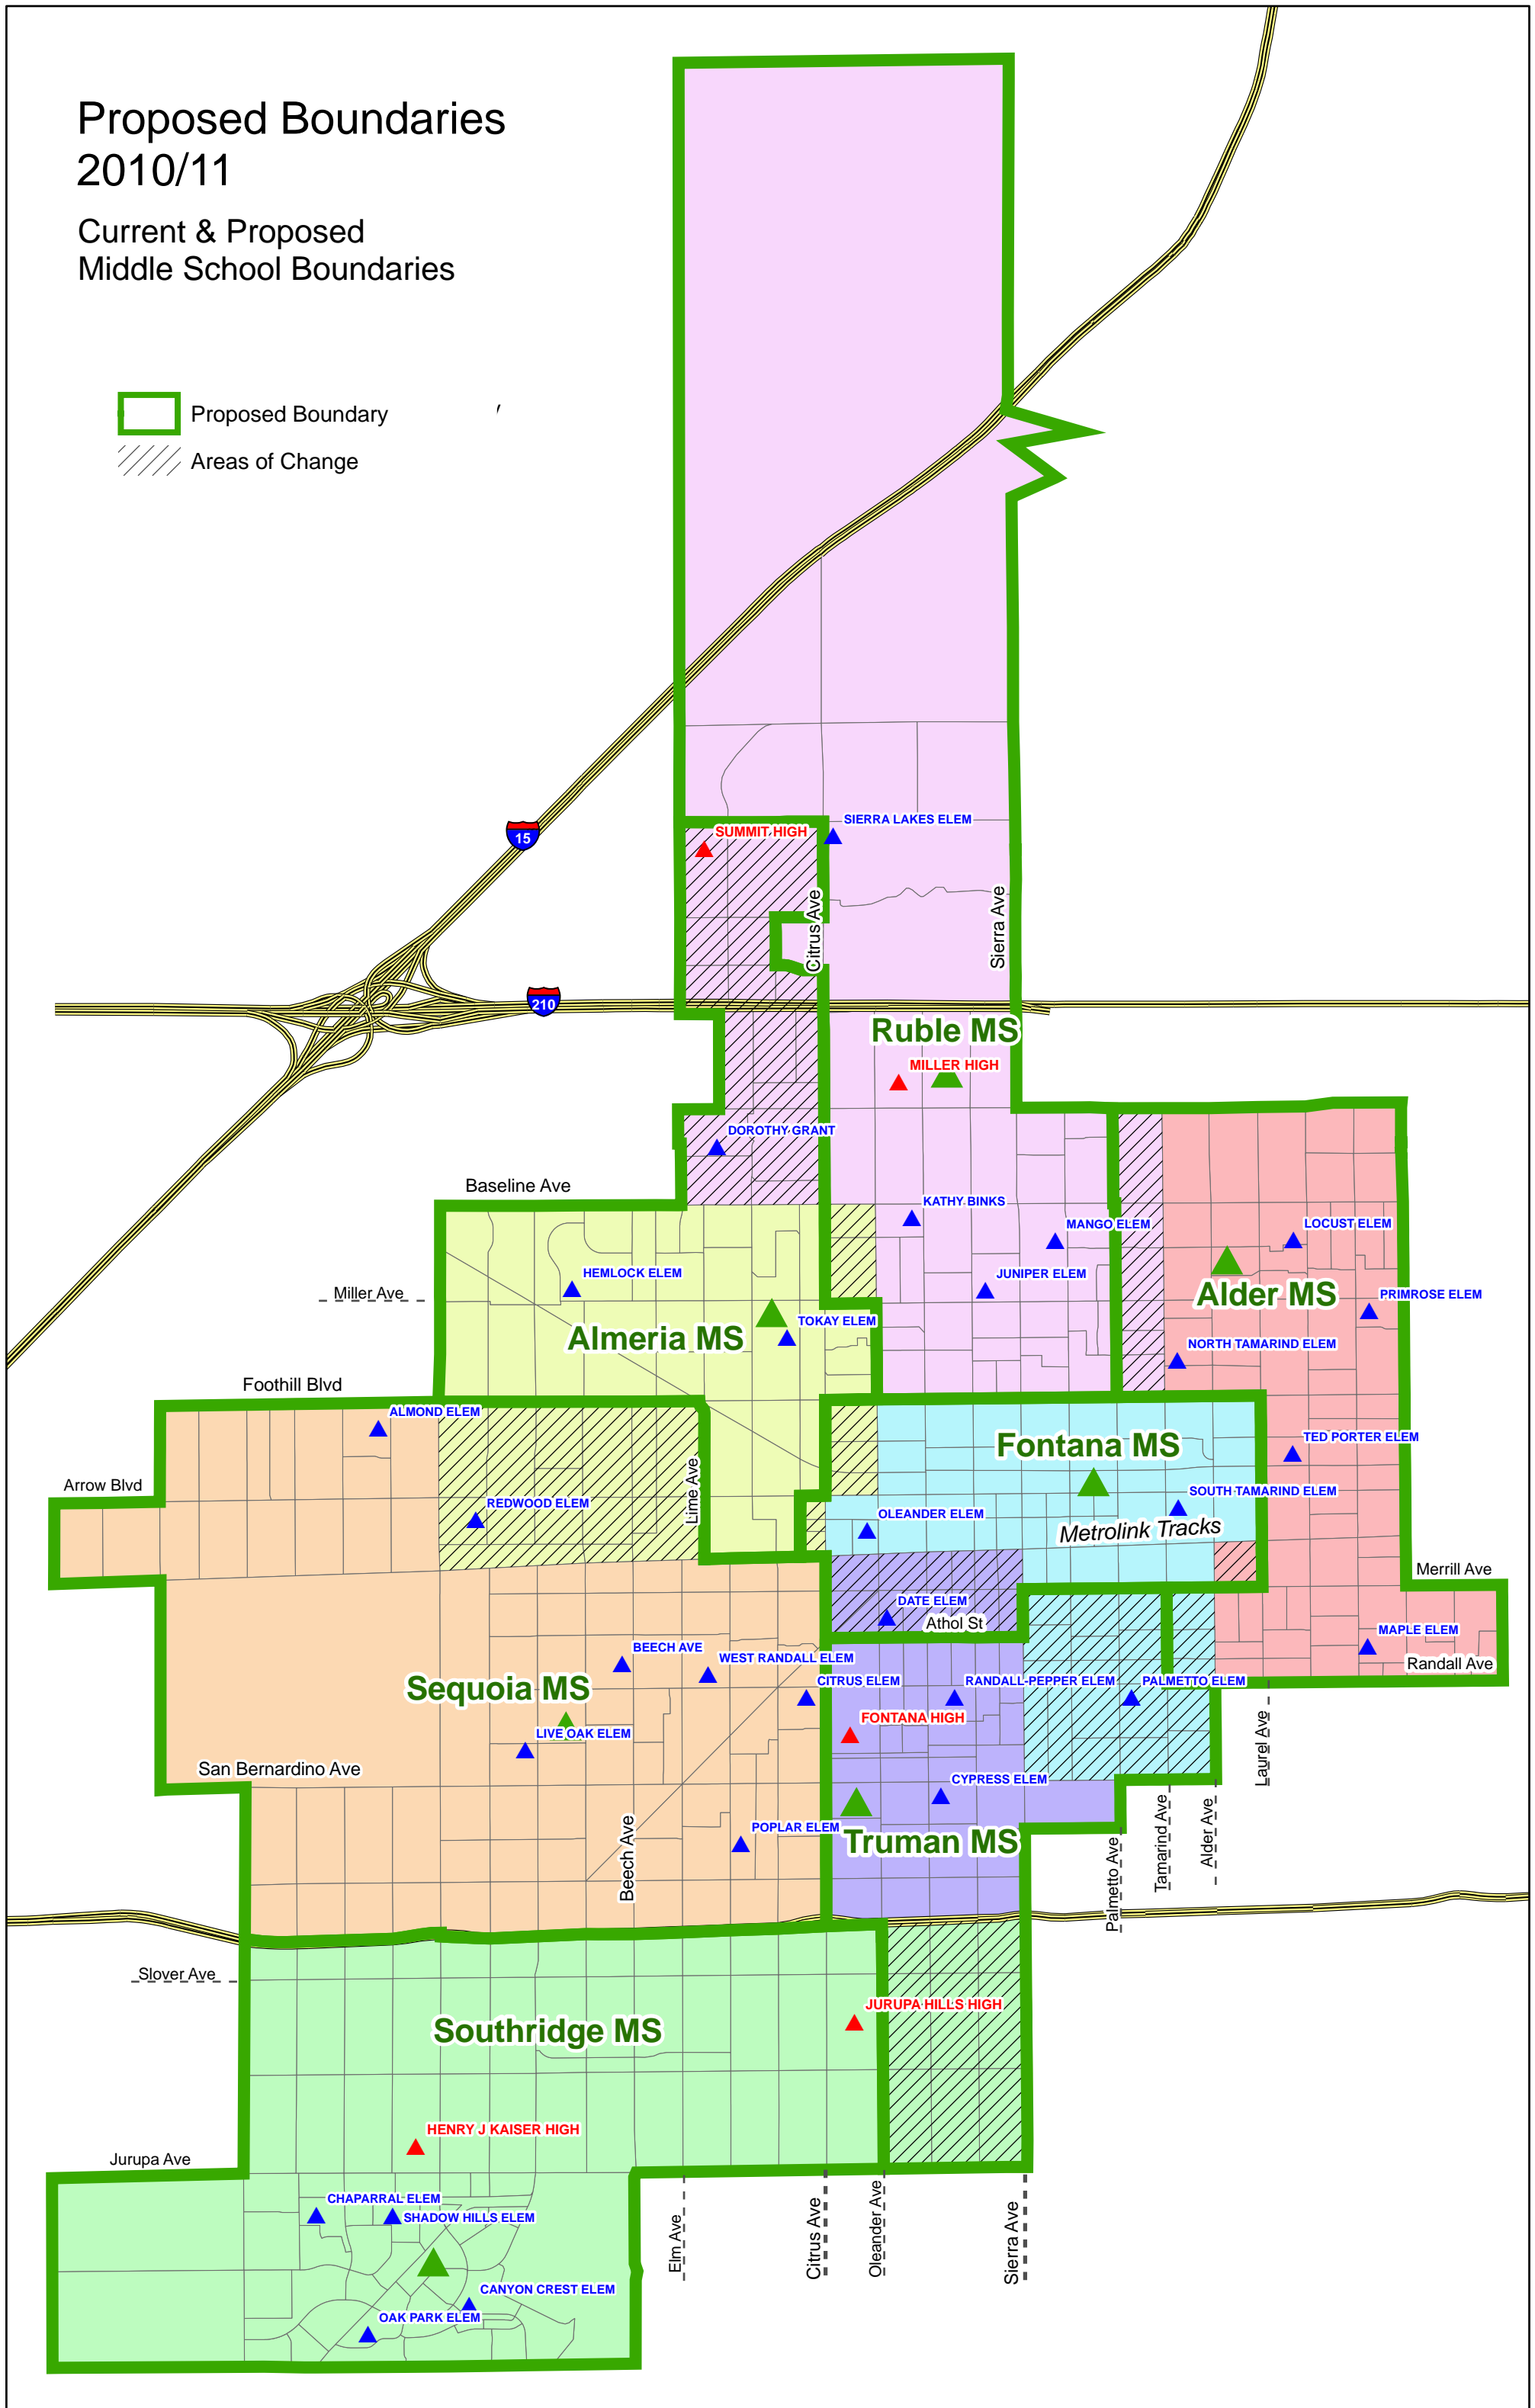 Proposed Boundaries
2010/11
Current & Proposed
Middle School Boundaries
Proposed Boundary
Areas of Change
15
SUMMIT HIGH
SIERRA LAKES ELEM
Citrus Ave
Sierra Ave
210
Ruble MS
MILLER HIGH
DOROTHY GRANT
Baseline Ave
KATHY BINKS
MANGO ELEM
LOCUST ELEM
HEMLOCK ELEM
JUNIPER ELEM
Miller Ave
Alder MS
PRIMROSE ELEM
Almeria MS
TOKAY ELEM
NORTH TAMARIND ELEM
Foothill Blvd
ALMOND ELEM
Fontana MS
TED PORTER ELEM
Arrow Blvd
REDWOOD ELEM
Lime Ave
SOUTH TAMARIND ELEM
OLEANDER ELEM
Metrolink Tracks
Merrill Ave
DATE ELEM
Athol St
MAPLE ELEM
BEECH AVE
WEST RANDALL ELEM
Randall Ave
Sequoia MS
CITRUS ELEM
RANDALL-PEPPER ELEM
PALMETTO ELEM
FONTANA HIGH
LIVE OAK ELEM
Laurel Ave
San Bernardino Ave
CYPRESS ELEM
POPLAR ELEM
Truman MS
Beech Ave
Palmetto Ave
Tamarind Ave
Alder Ave
Slover Ave
JURUPA HILLS HIGH
Southridge MS
HENRY J KAISER HIGH
Jurupa Ave
CHAPARRAL ELEM
SHADOW HILLS ELEM
Elm Ave
Citrus Ave
Oleander Ave
Sierra Ave
CANYON CREST ELEM
OAK PARK ELEM